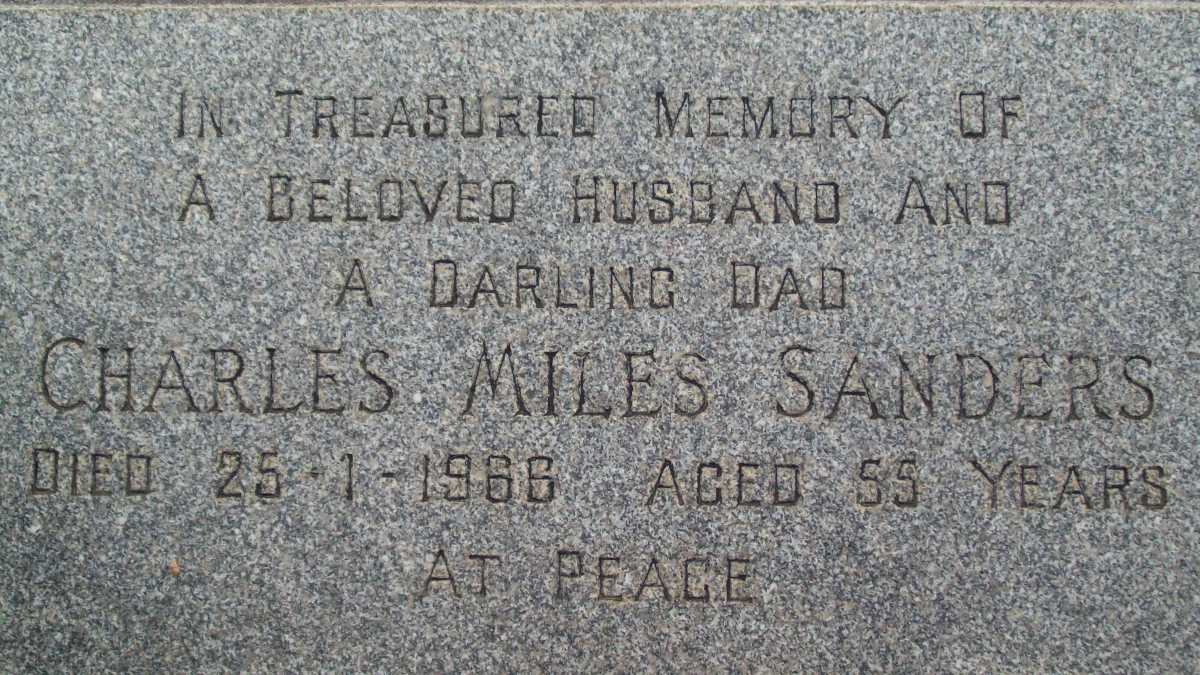 IN TREASURED MEMORY OF
A BELOVED HUSBAND AND
A DARLING DAD
CHARLES MILES SANDERS
DIED 25-1-1966 AGED 55 YEARS
AT PEACE